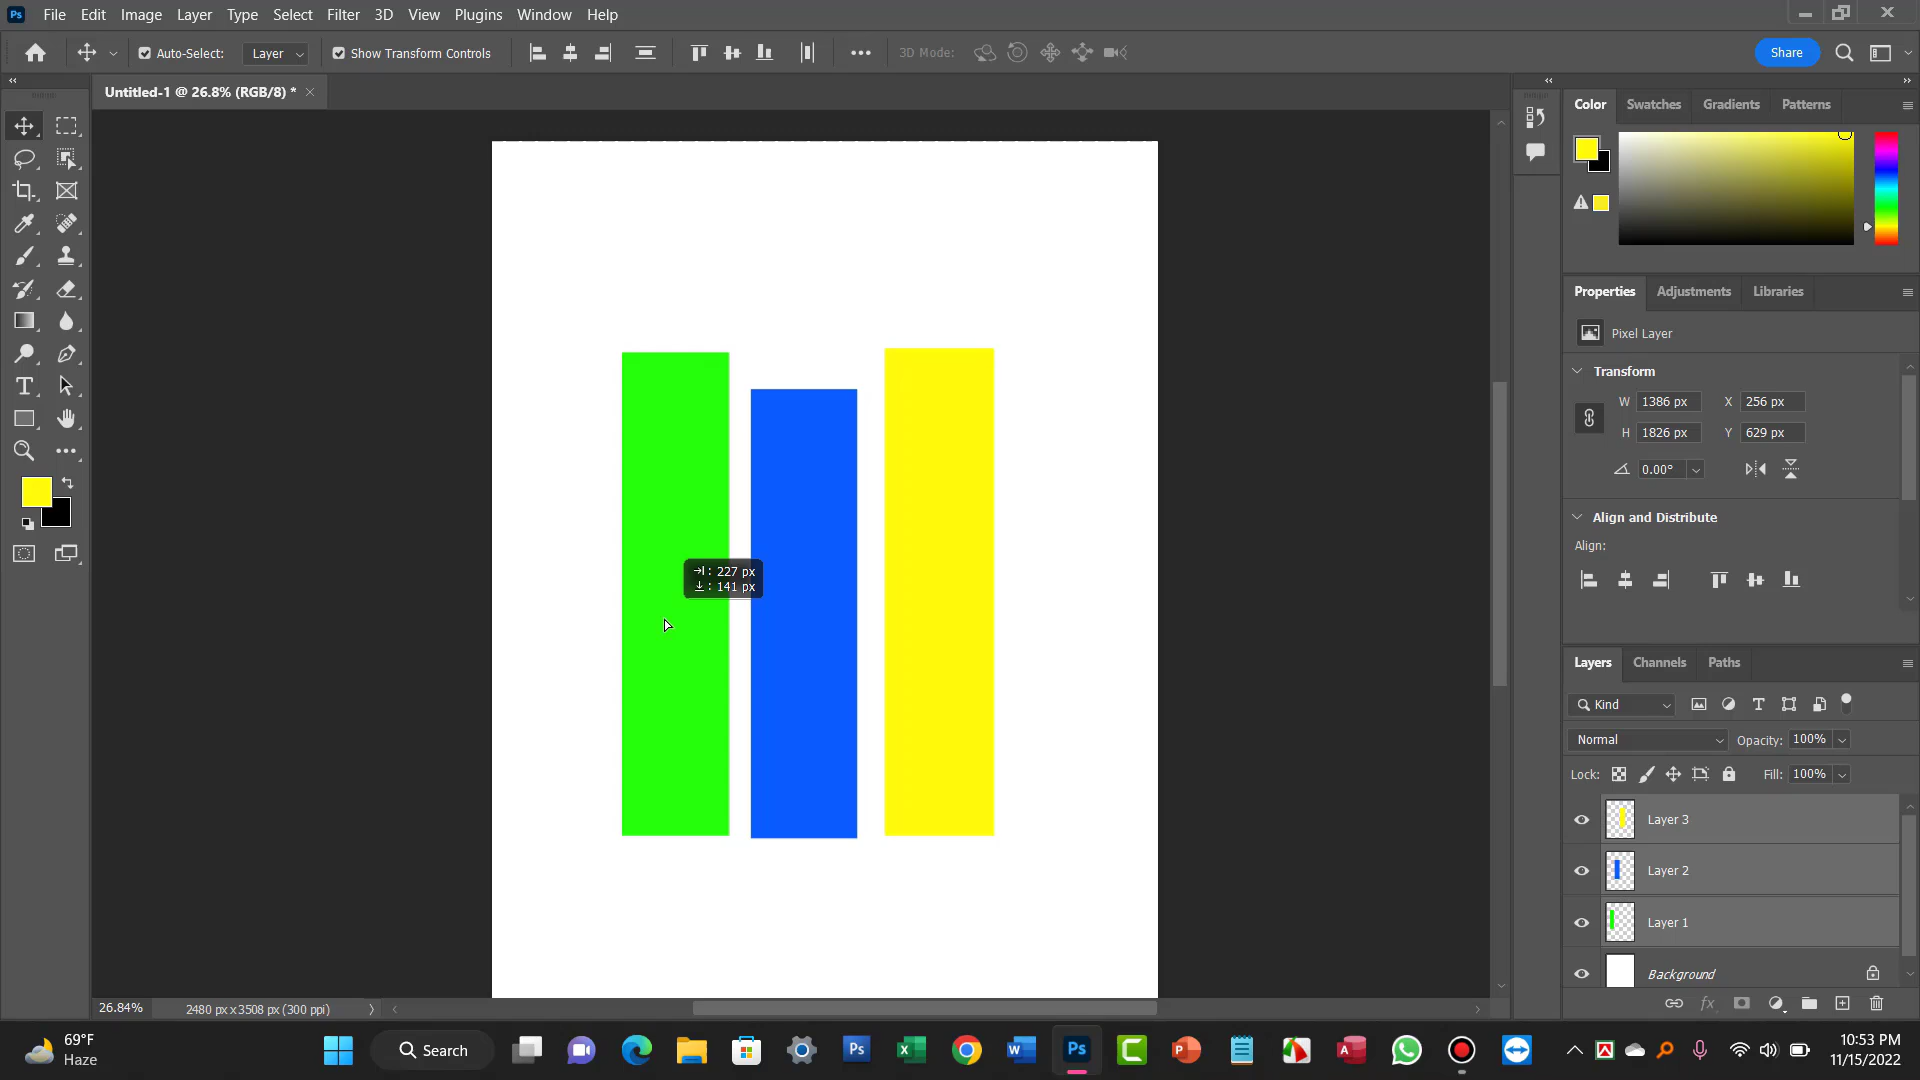 Ps File Edit Image Layer Type Select Filter 3D View Plugins Window Help
Auto-Select: Layer Show Transform Controls 3D Mode: Share
Untitled-1 @ 26.8% (RGB/8) *
Color Swatches Gradients Patterns
Properties Adjustments Libraries
Pixel Layer
Transform
W 1386 px X 256 px
H 1826 px Y 629 px
0.00°
Align and Distribute
Align:
: 227 px
: 141 px
Layers Channels Paths
Kind
Normal Opacity: 100%
Lock: Fill: 100%
Layer 3
Layer 2
Layer 1
Background
26.84% 2480 px x 3508 px (300 ppi)
69°F
Haze
Search
Ps
Ps
10:53 PM
11/15/2022